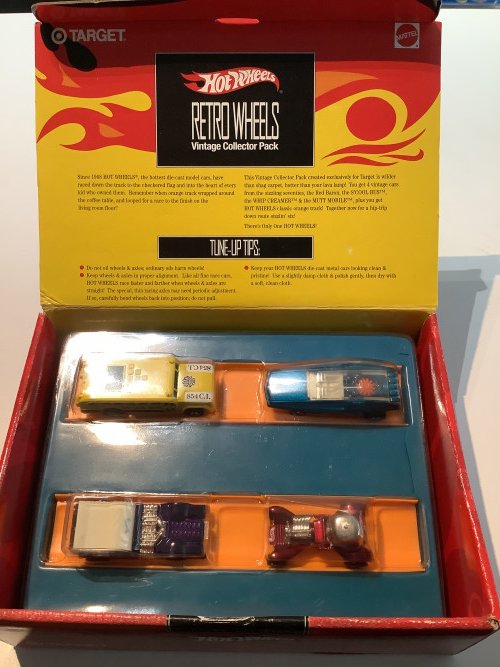 TARGET
MATTEL
Hot Wheels
RETRO WHEELS
Vintage Collector Pack
Since 1968 HOT WHEELS®, the hottest die-cast model cars, have
raced down the track to the checkered flag and into the heart of every
kid who owned them. Remember when orange track wrapped around
the coffee table, and looped for a race to the finish on the
living room floor?
This Vintage Collector Pack created exclusively for Target is wilder
than shag carpet, hotter than your lava lamp! You get 4 vintage cars
from the sizzling seventies, the Red Baron, the S'COOL BUS™,
the WHIP CREAMER™ & the MUTT MOBILE™, plus you get
HOT WHEELS classic orange track! Together now for a hip-trip
down route sizzlin' six!
There's Only One HOT WHEELS!
TUNE-UP TIPS:
Do not oil wheels & axles; ordinary oils harm wheels!
Keep wheels & axles in proper alignment. Like all fine race cars,
HOT WHEELS race faster and farther when wheels & axles are
straight! The special, thin racing axles may need periodic adjustment.
If so, carefully bend wheels back into position; do not pull.
Keep your HOT WHEELS die-cast metal cars looking clean &
pristine! Use a slightly damp cloth & polish gently, then dry with
a soft, clean cloth.
854 C.I.
854 C.I.
HOT WHEELS